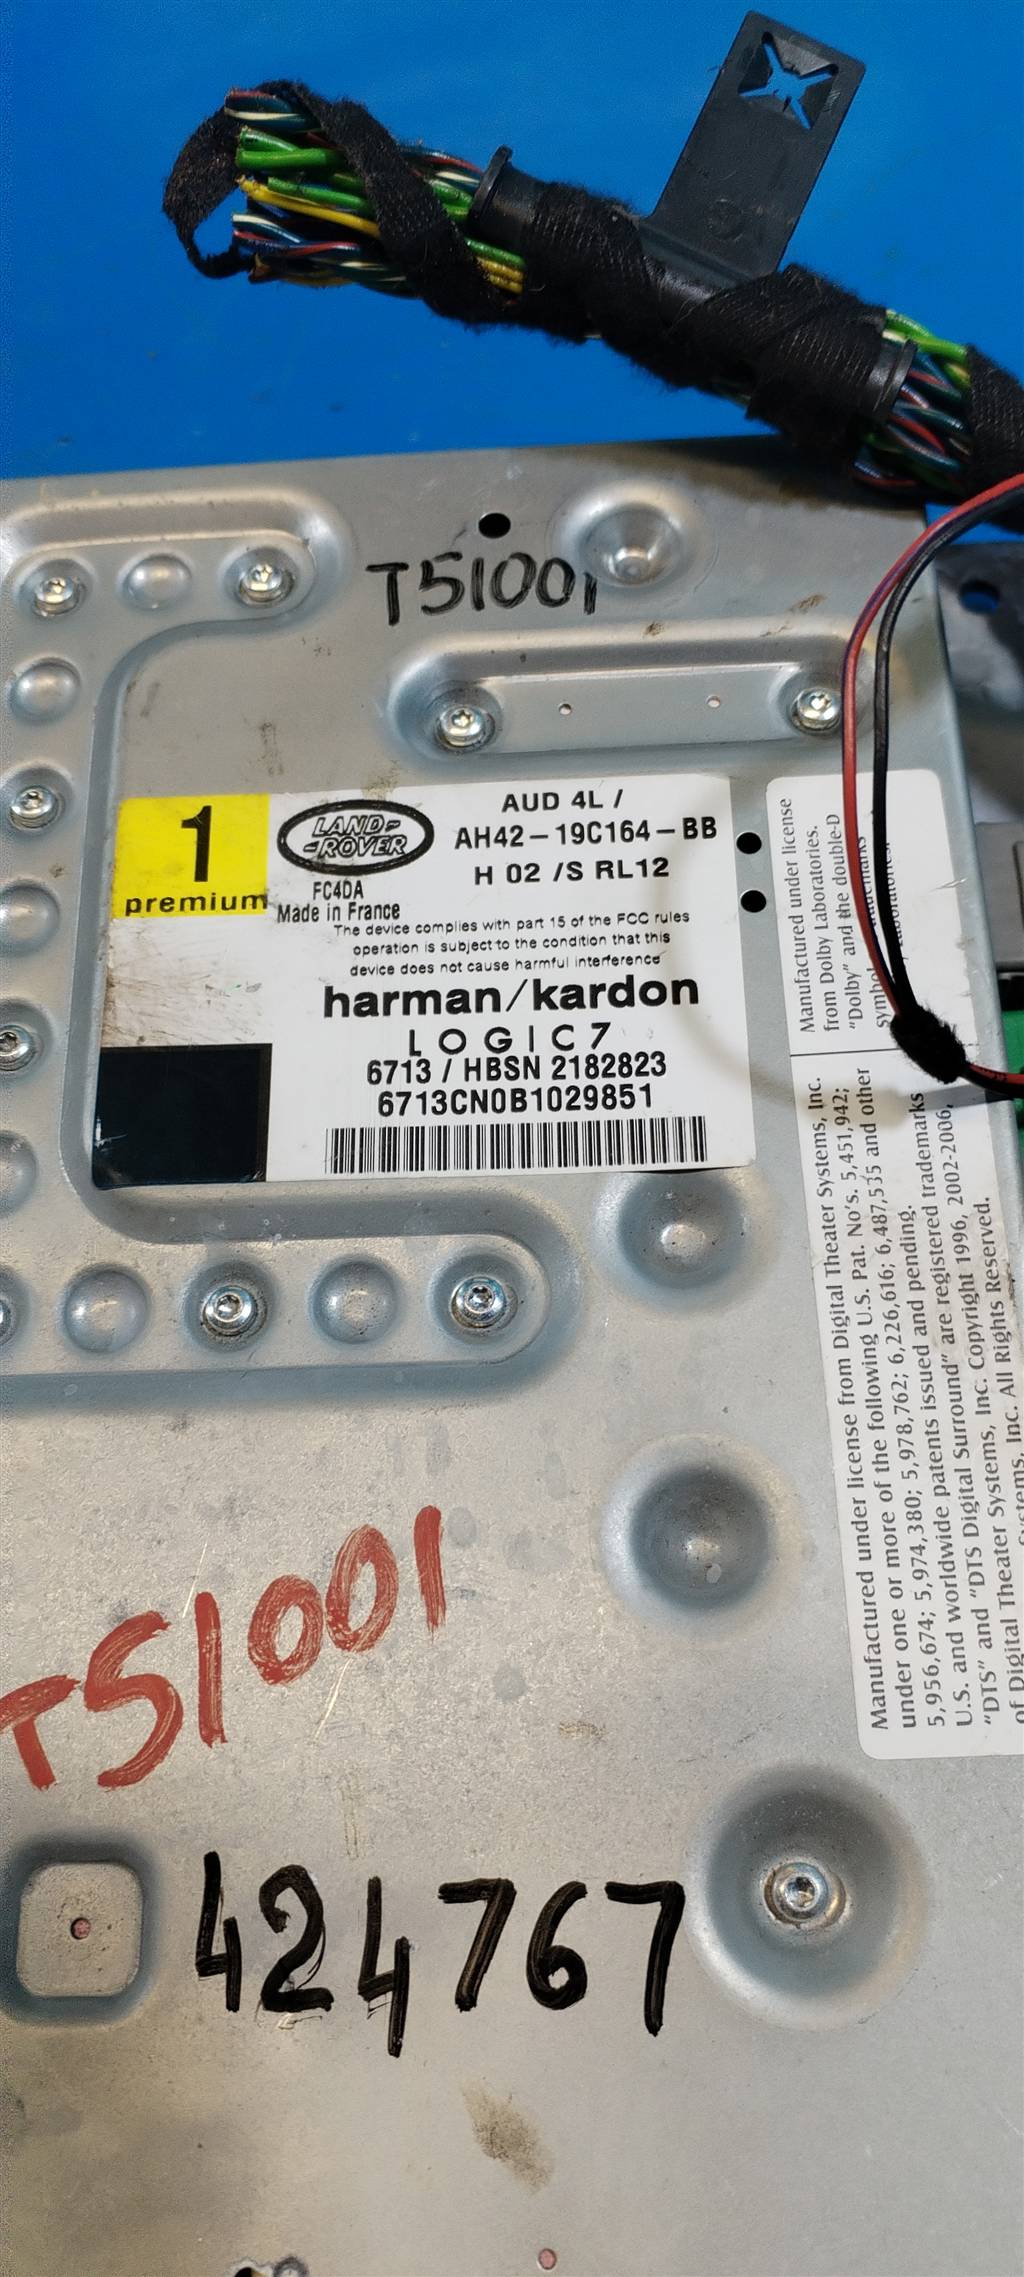 T51001
1
premium
LAND-
-ROVER
FC4DA
Made in France
AUD 4L /
AH42-19C164-BB
H 02 /S RL12
The device complies with part 15 of the FCC rules
operation is subject to the condition that this
device does not cause harmful interference
harman/kardon
LOGIC7
6713 / HBSN 2182823
6713CN0B1029851
Manufactured under license
from Dolby Laboratories.
"Dolby" and the double-D
Manufactured under license from Digital Theater Systems, Inc.
under one or more of the following U.S. Pat. No's. 5,451,942;
5,956,674; 5,974,380; 5,978,762; 6,226,616; 6,487,535 and other
U.S. and worldwide patents issued and pending.
"DTS" and "DTS Digital Surround" are registered trademarks
of Digital Theater Systems, Inc. Copyright 1996, 2002-2006,
Systems, Inc. All Rights Reserved.
T51001
424767